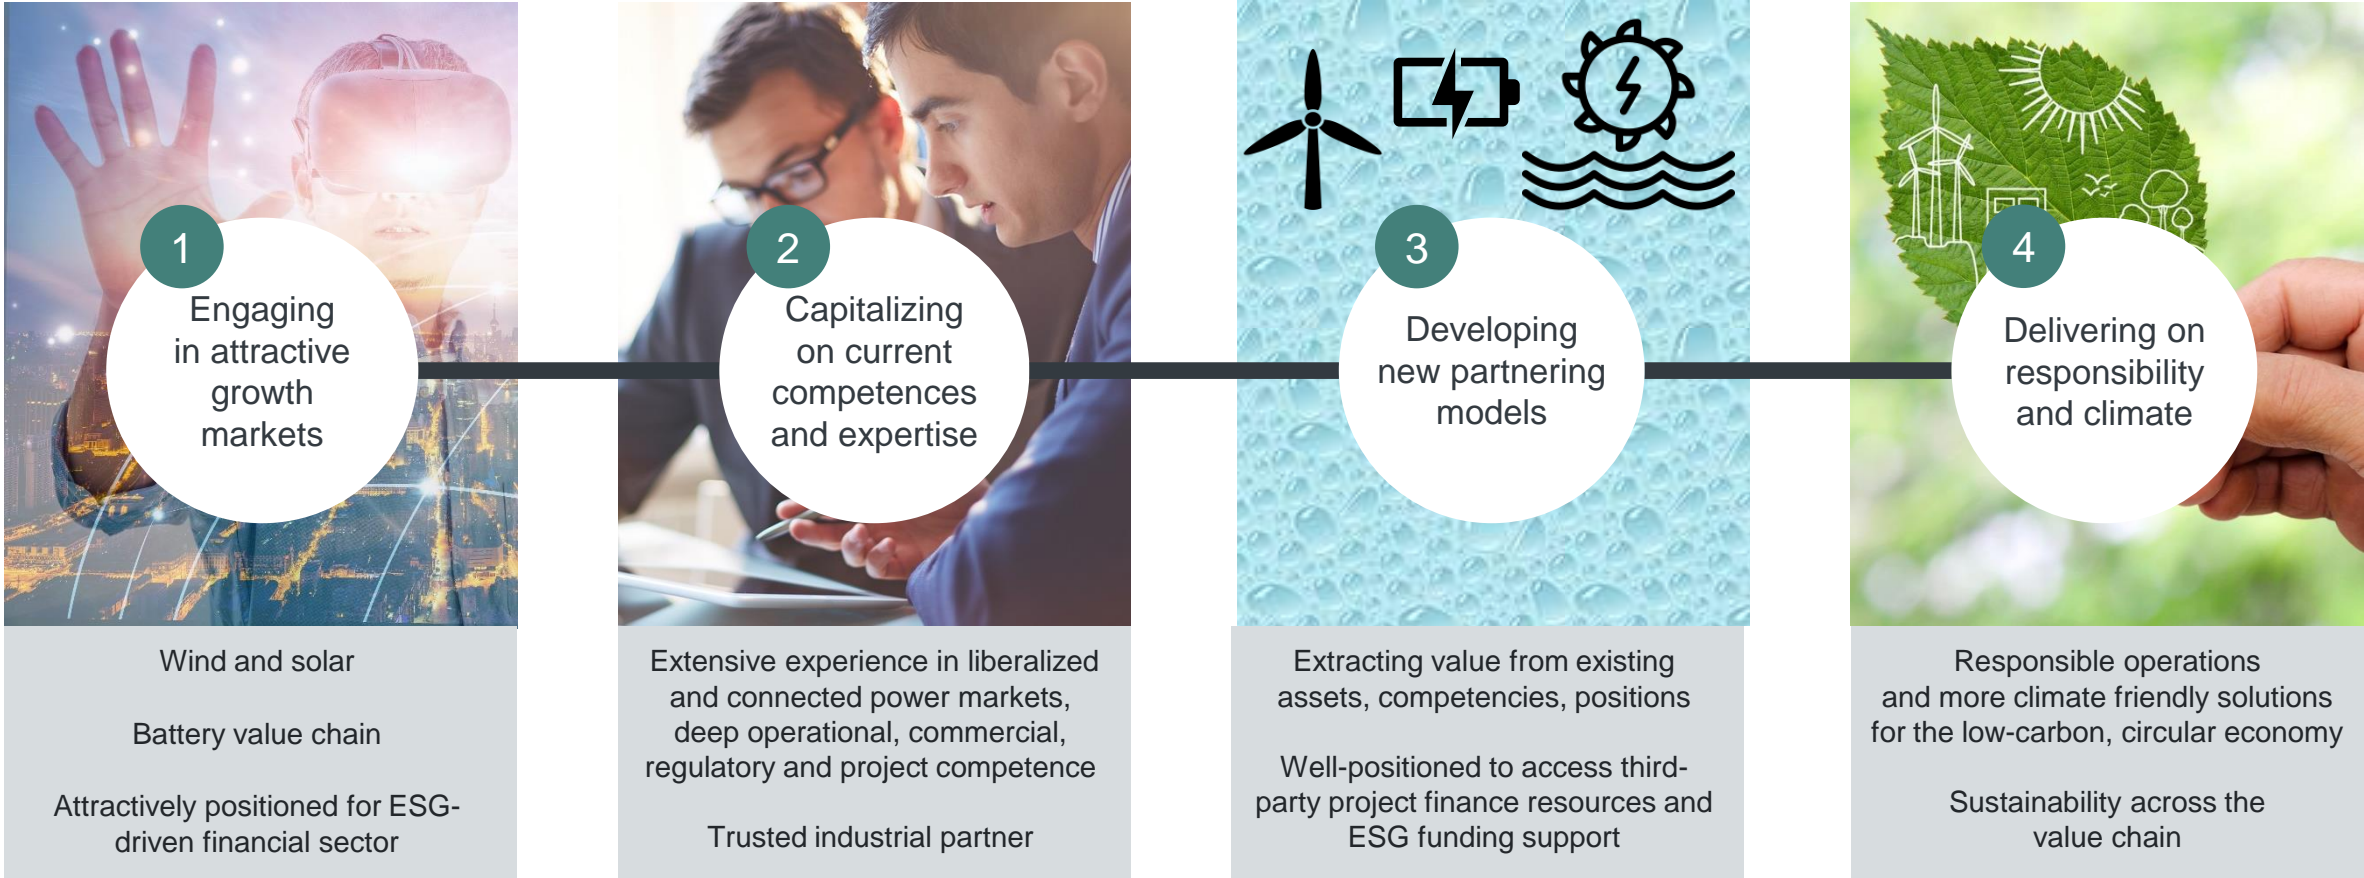 1
Engaging
in attractive
growth
markets
Wind and solar
Battery value chain
Attractively positioned for ESG-
driven financial sector
2
Capitalizing
on current
competences
and expertise
Extensive experience in liberalized
and connected power markets,
deep operational, commercial,
regulatory and project competence
Trusted industrial partner
3
Developing
new partnering
models
Extracting value from existing
assets, competencies, positions
Well-positioned to access third-
party project finance resources and
ESG funding support
4
Delivering on
responsibility
and climate
Responsible operations
and more climate friendly solutions
for the low-carbon, circular economy
Sustainability across the
value chain